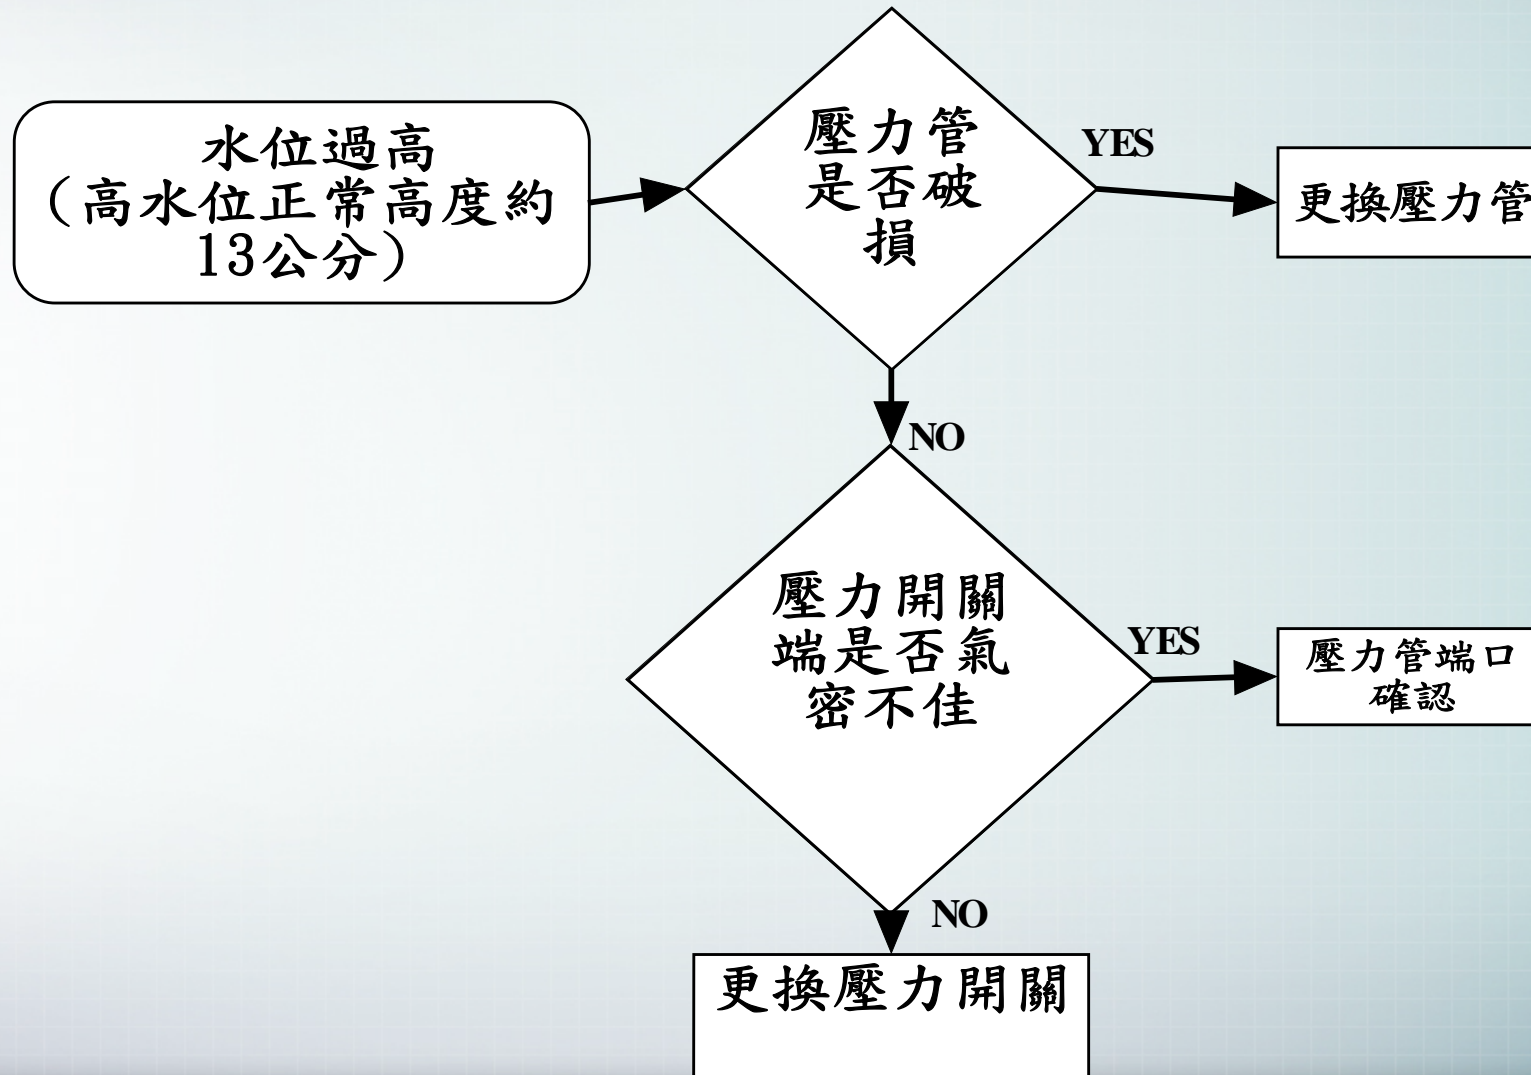 水位過高
（高水位正常高度約
13公分）
壓力管
是否破
損
YES
更換壓力管
NO
壓力開關
端是否氣
密不佳
YES
壓力管端口
確認
NO
更換壓力開關